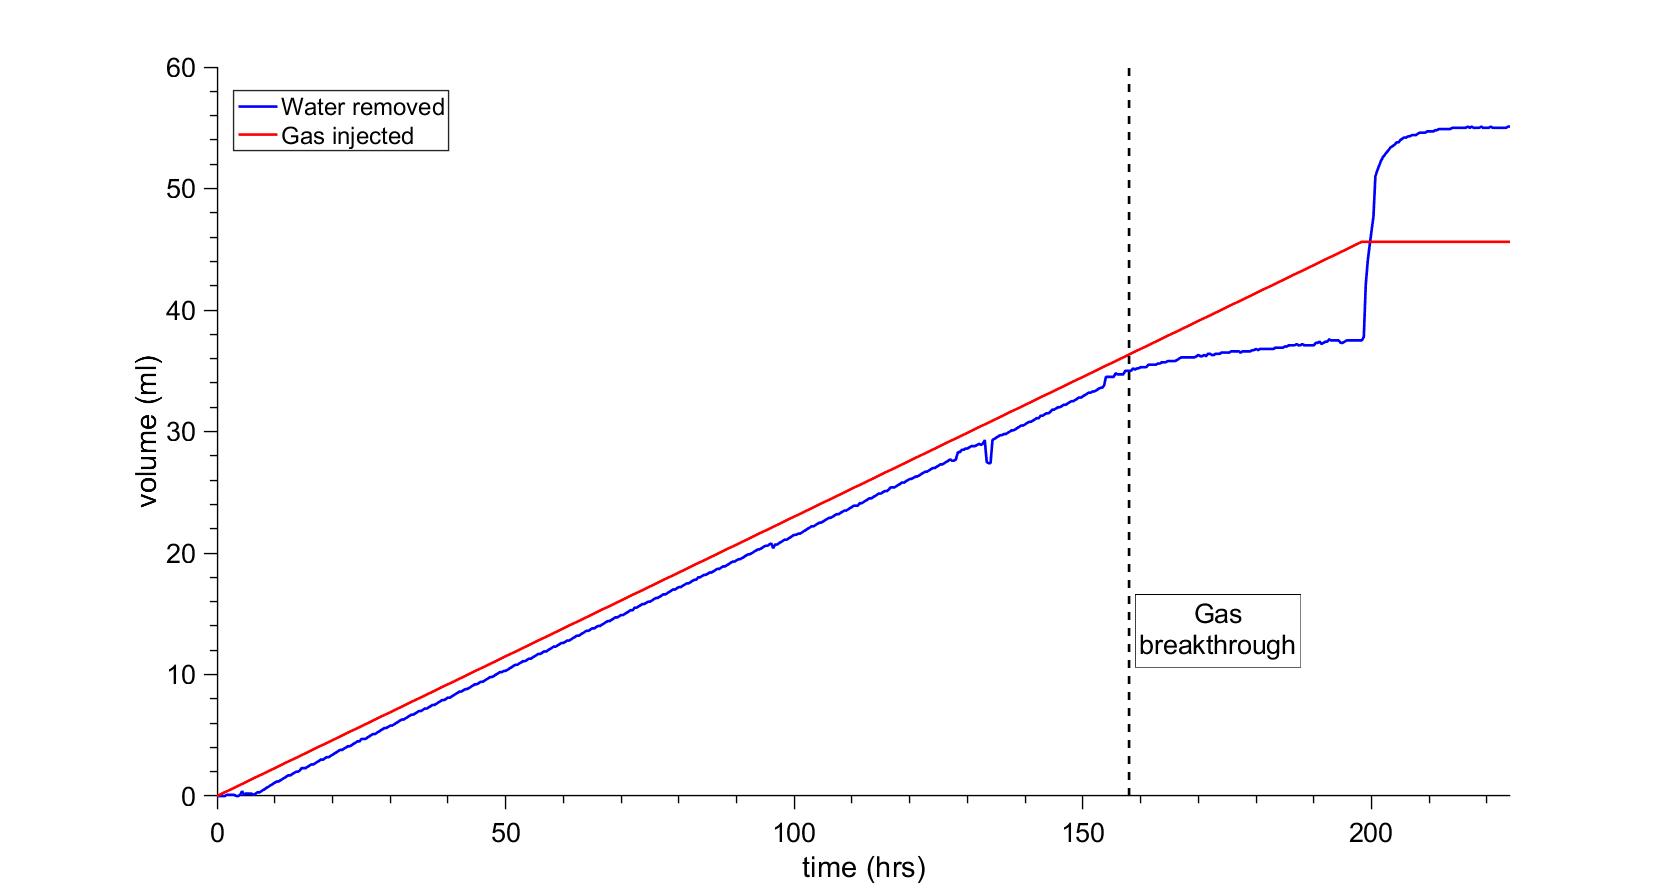 60
50
40
30
20
10
0
volume (ml)
Water removed
Gas injected
Gas
breakthrough
0 50 100 150 200
time (hrs)